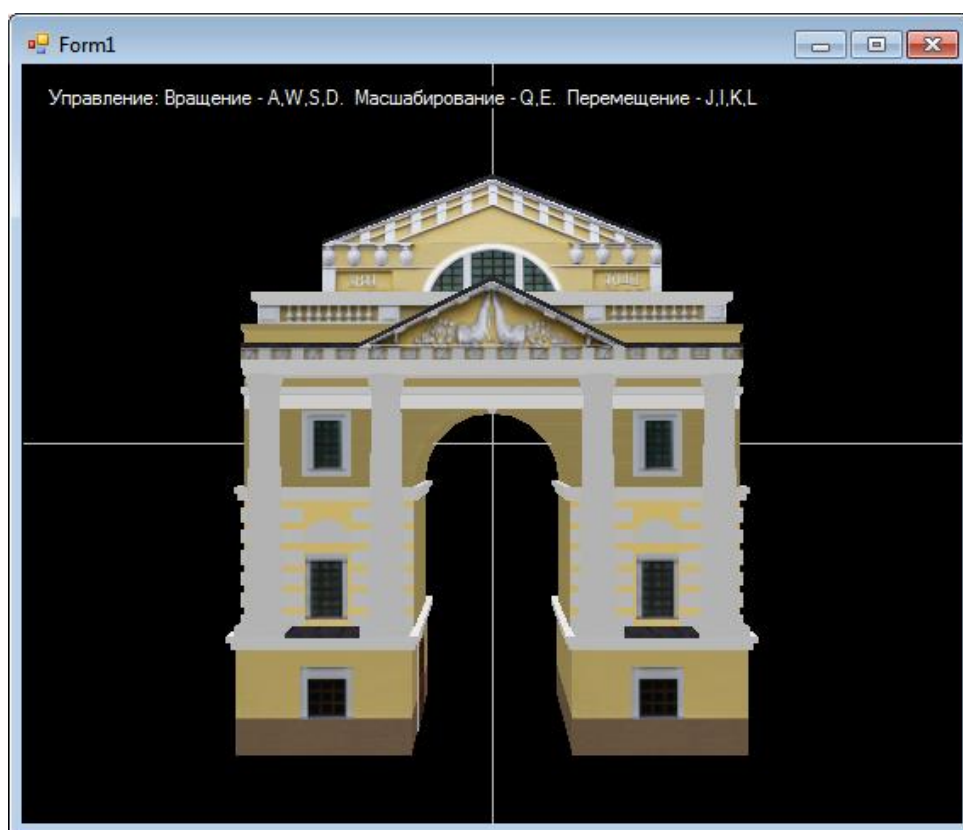 Form1
Управление: Вращение - A,W,S,D. Масшабирование - Q,E. Перемещение - J,I,K,L